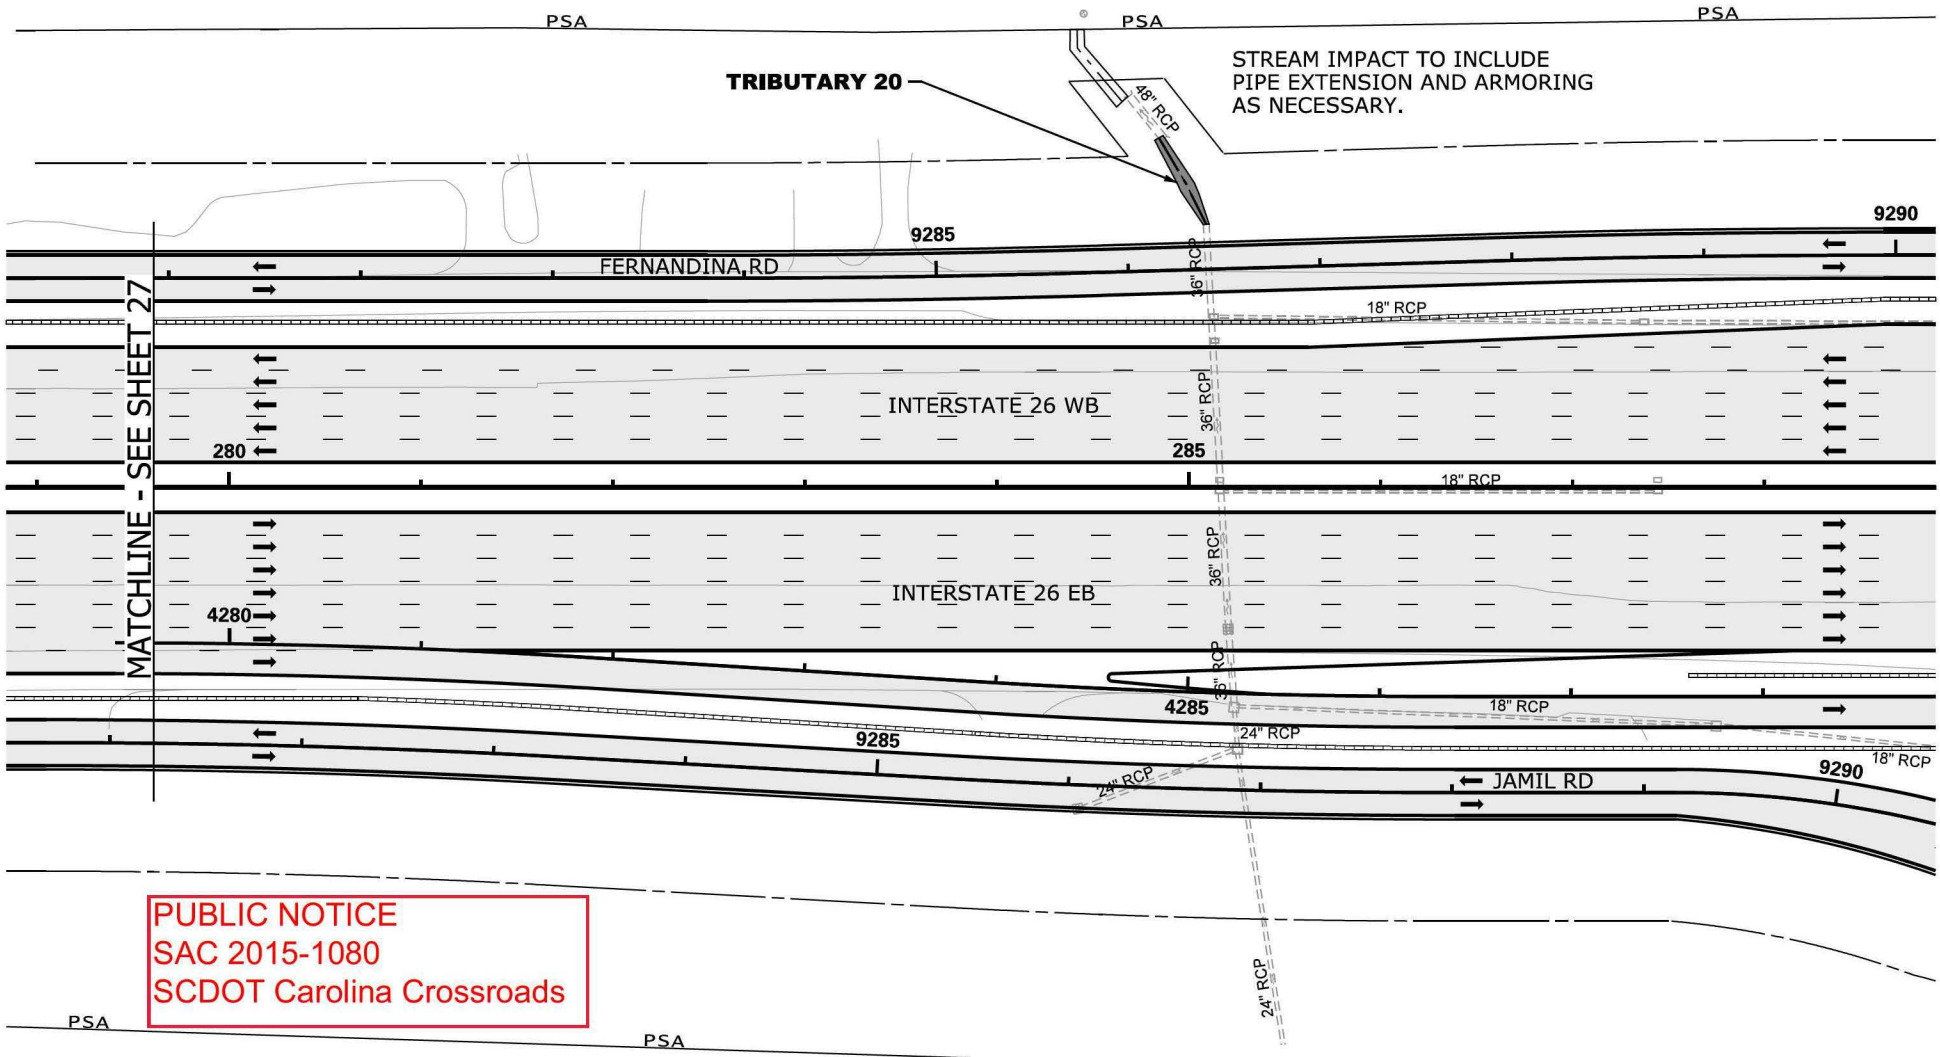 PSA
PSA
PSA
STREAM IMPACT TO INCLUDE
PIPE EXTENSION AND ARMORING
AS NECESSARY.
TRIBUTARY 20
48" RCP
9290
9285
FERNANDINA RD
36" RCP
18" RCP
MATCHLINE - SEE SHEET 27
36" RCP
INTERSTATE 26 WB
280
285
18" RCP
36" RCP
INTERSTATE 26 EB
4280
36" RCP
4285
18" RCP
24" RCP
9285
18" RCP
24" RCP
JAMIL RD
9290
PUBLIC NOTICE
SAC 2015-1080
SCDOT Carolina Crossroads
24" RCP
PSA
PSA